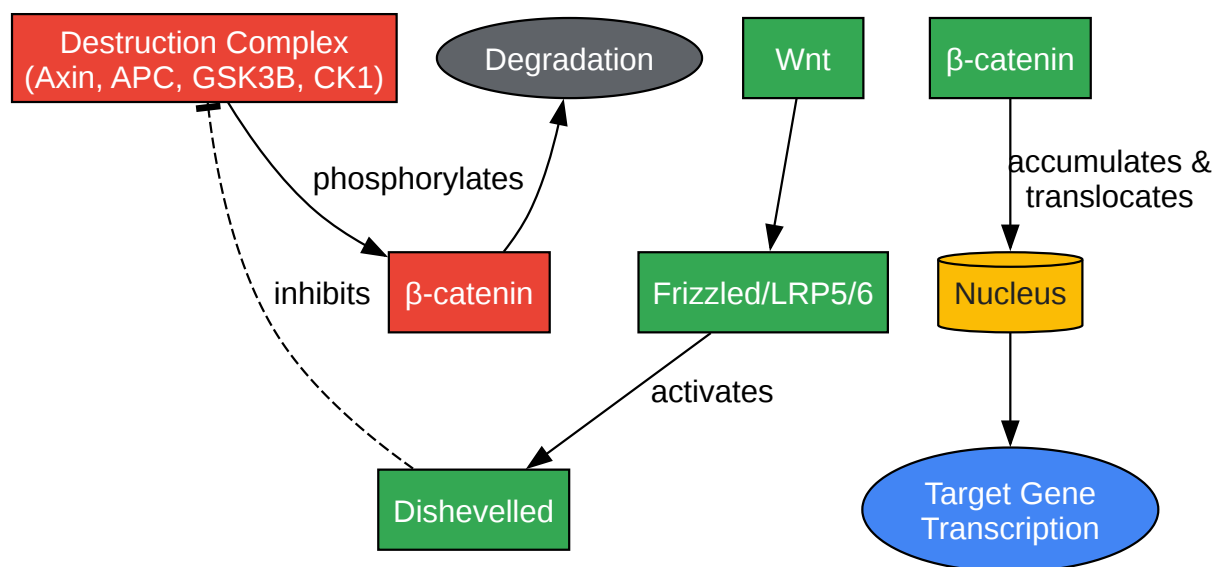 Destruction Complex
(Axin, APC, GSK3B, CK1)
Degradation
Wnt
β-catenin
phosphorylates
accumulates &
translocates
inhibits
β-catenin
Frizzled/LRP5/6
Nucleus
activates
Dishevelled
Target Gene
Transcription